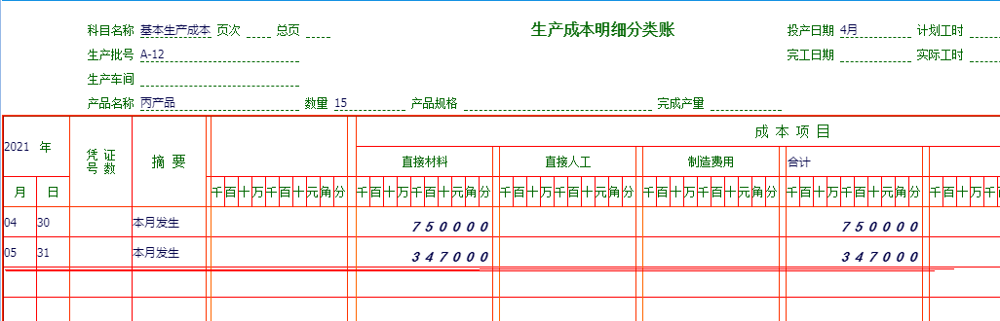 生产成本明细分类账
科目名称 基本生产成本 页次 总页 投产日期 4月 计划工时
生产批号 A-12 完工日期 实际工时
生产车间
产品名称 丙产品 数量 15 产品规格 完成产量
2021 年 凭证号数 摘要 成本项目
直接材料 直接人工 制造费用 合计
月 日 千百十万千百十元角分 千百十万千百十元角分 千百十万千百十元角分 千百十万千百十元角分 千百十万千百十元角分 千百十万千
04 30 本月发生 750000 750000
05 31 本月发生 347000 347000